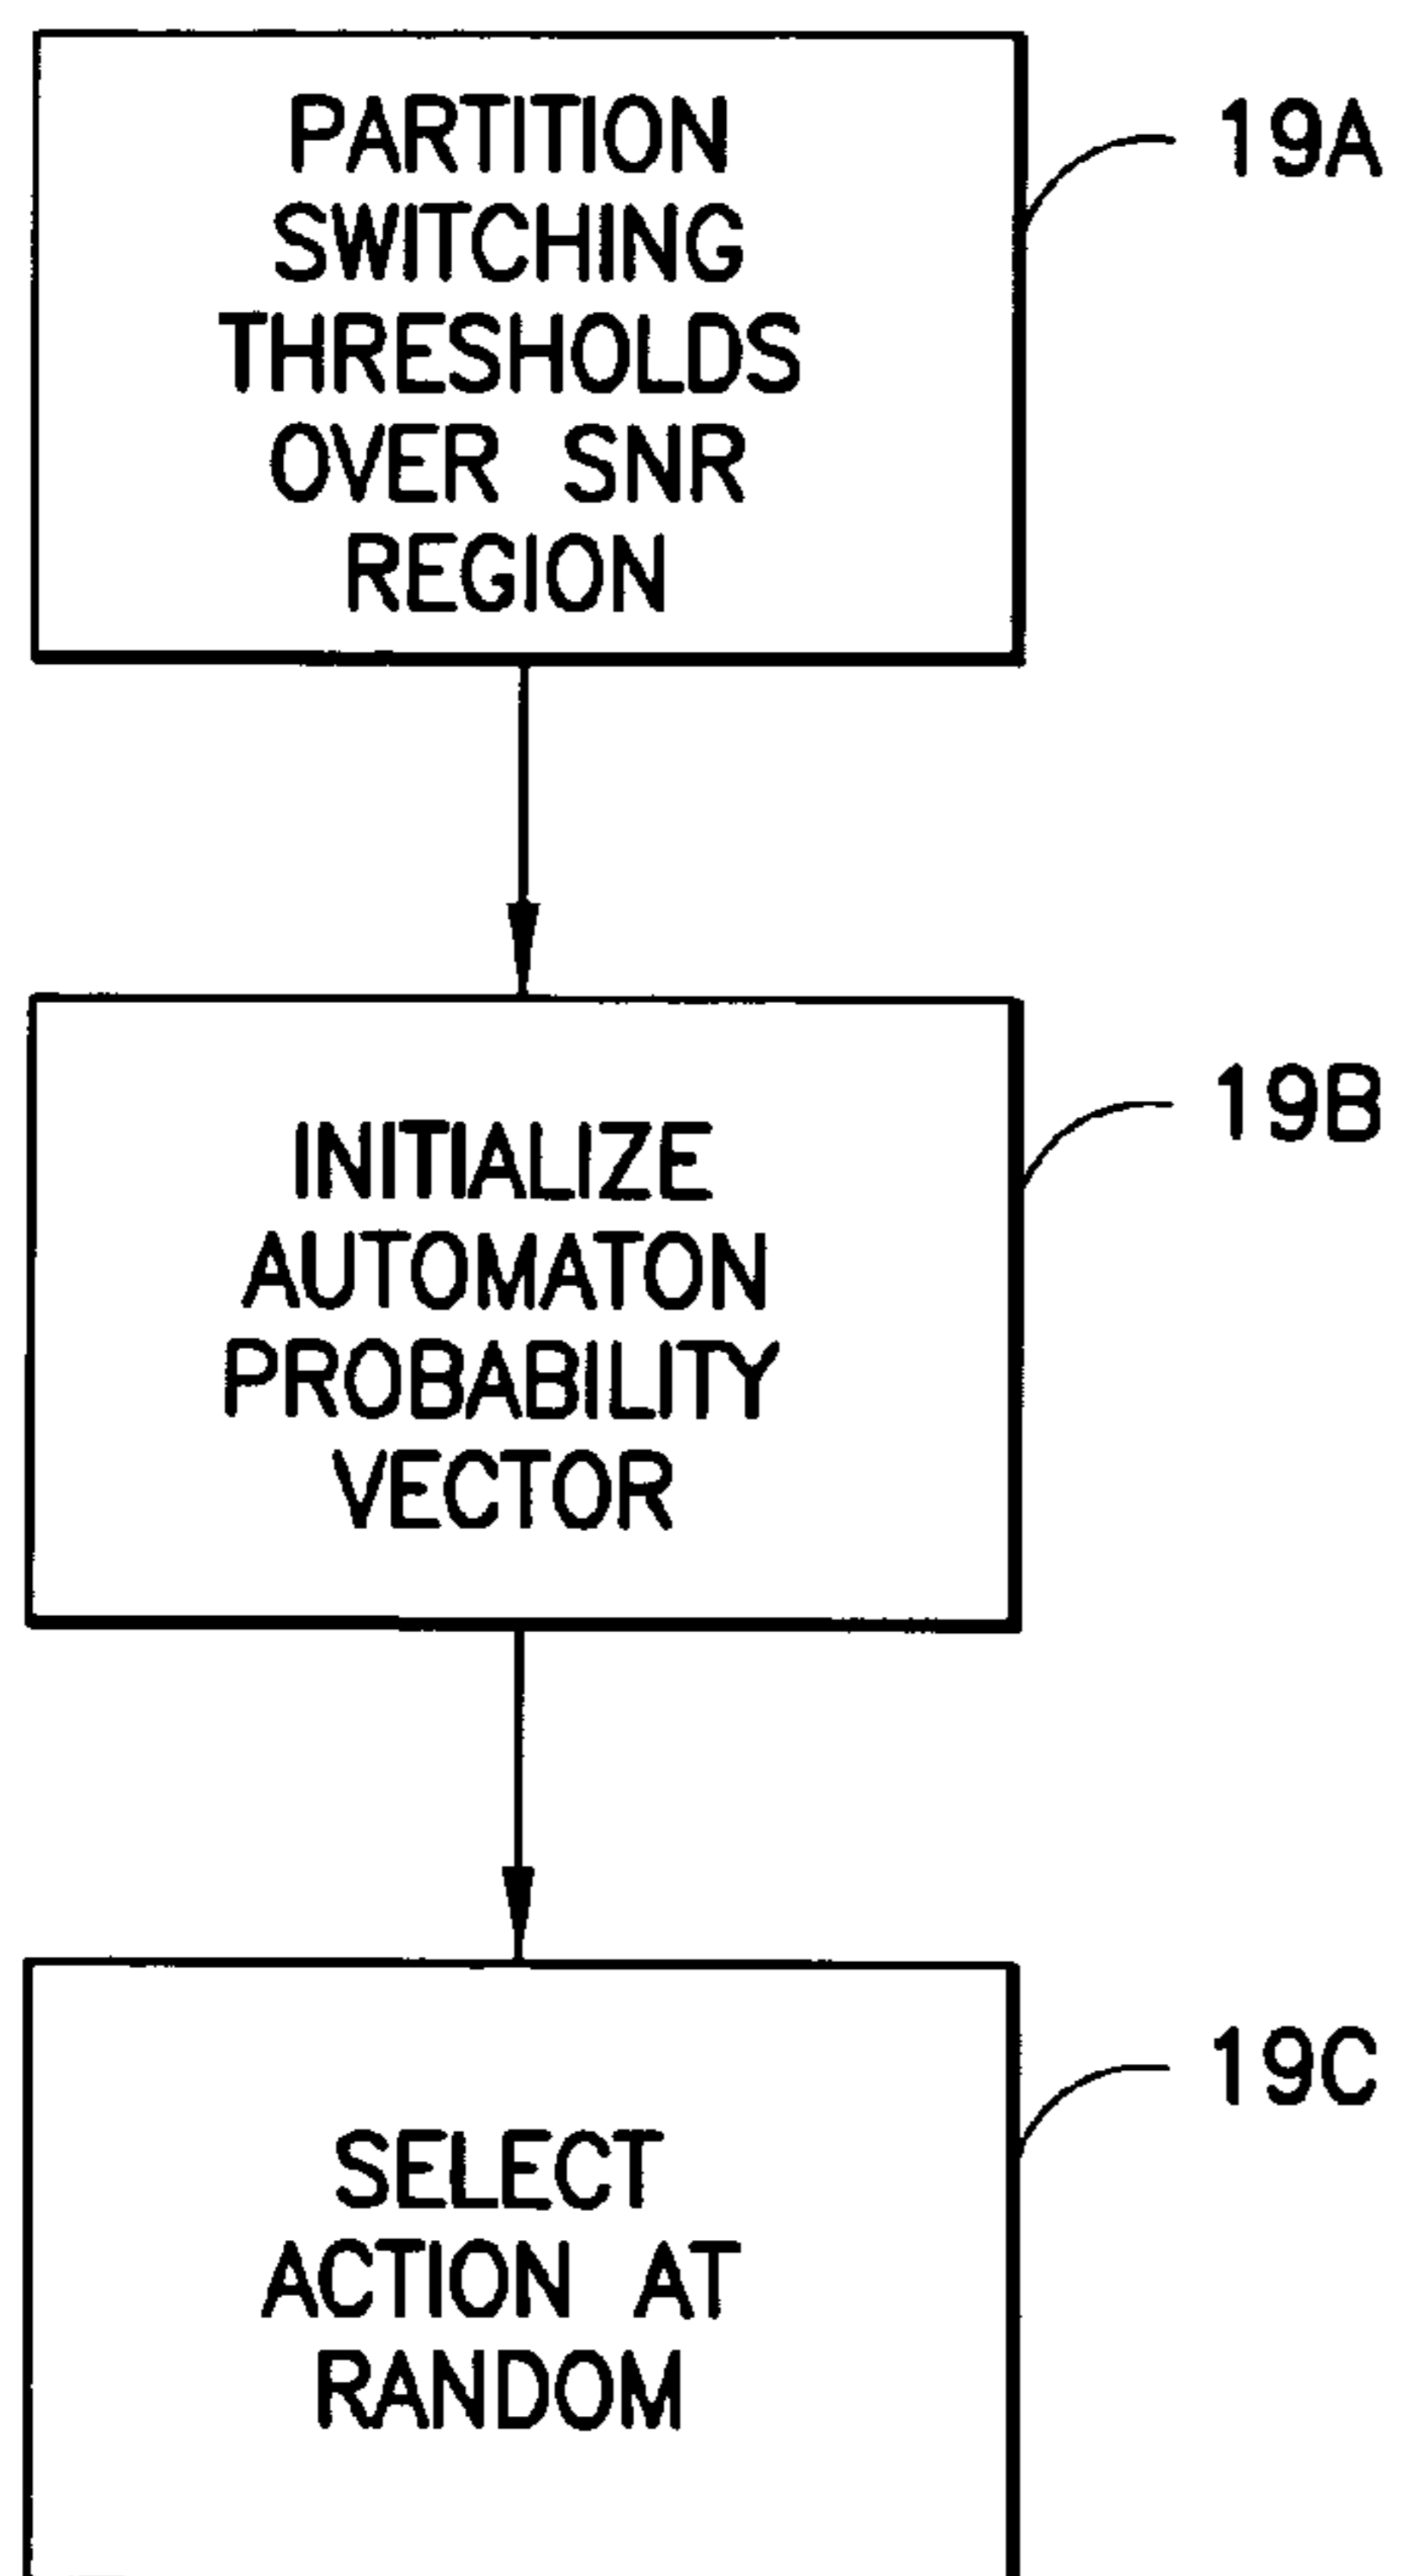 PARTITION
SWITCHING
THRESHOLDS
OVER SNR
REGION
19A
INITIALIZE
AUTOMATON
PROBABILITY
VECTOR
19B
SELECT
ACTION AT
RANDOM
19C